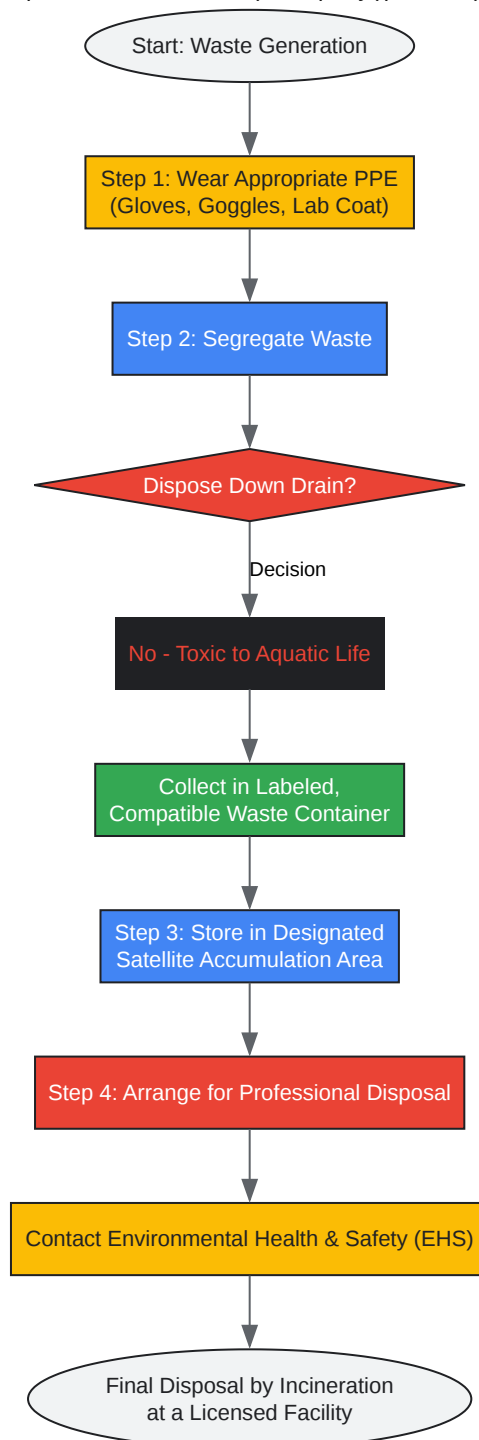 Start: Waste Generation
Step 1: Wear Appropriate PPE
(Gloves, Goggles, Lab Coat)
Step 2: Segregate Waste
Dispose Down Drain?
Decision
No - Toxic to Aquatic Life
Collect in Labeled,
Compatible Waste Container
Step 3: Store in Designated
Satellite Accumulation Area
Step 4: Arrange for Professional Disposal
Contact Environmental Health & Safety (EHS)
Final Disposal by Incineration
at a Licensed Facility